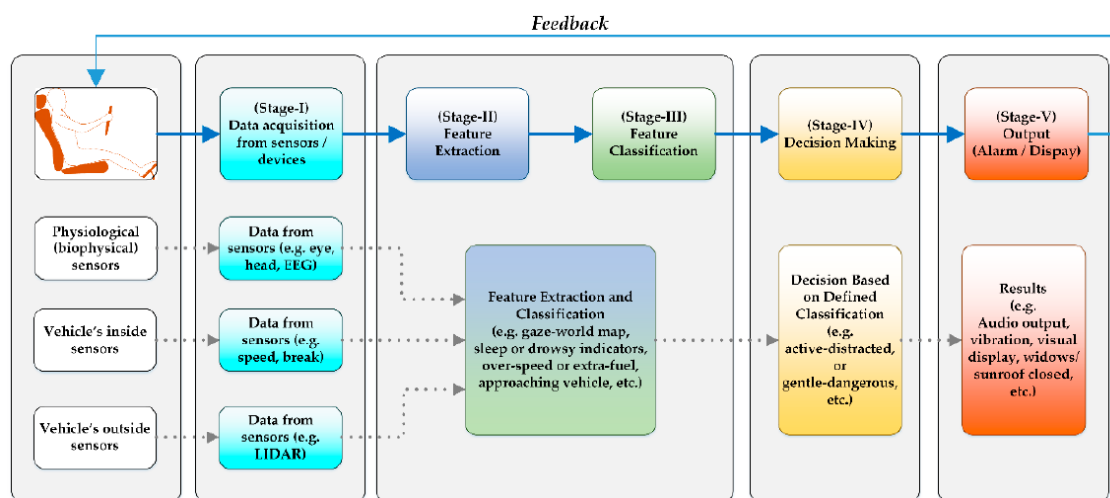 Feedback
(Stage-I)
Data acquisition
from sensors /
devices
(Stage-II)
Feature
Extraction
(Stage-III)
Feature
Classification
(Stage-IV)
Decision Making
(Stage-V)
Output
(Alarm / Dispay)
Physiological
(biophysical)
sensors
Data from
sensors (e.g. eye,
head, EEG)
Vehicle's inside
sensors
Data from
sensors (e.g.
speed, break)
Vehicle's outside
sensors
Data from
sensors (e.g.
LIDAR)
Feature Extraction and
Classification
(e.g. gaze-world map,
sleep or drowsy indicators,
over-speed or extra-fuel,
approaching vehicle, etc.)
Decision Based
on Defined
Classification
(e.g.
active-distracted,
or
gentle-dangerous,
etc.)
Results
(e.g.
Audio output,
vibration, visual
display, widows/
sunroof closed,
etc.)